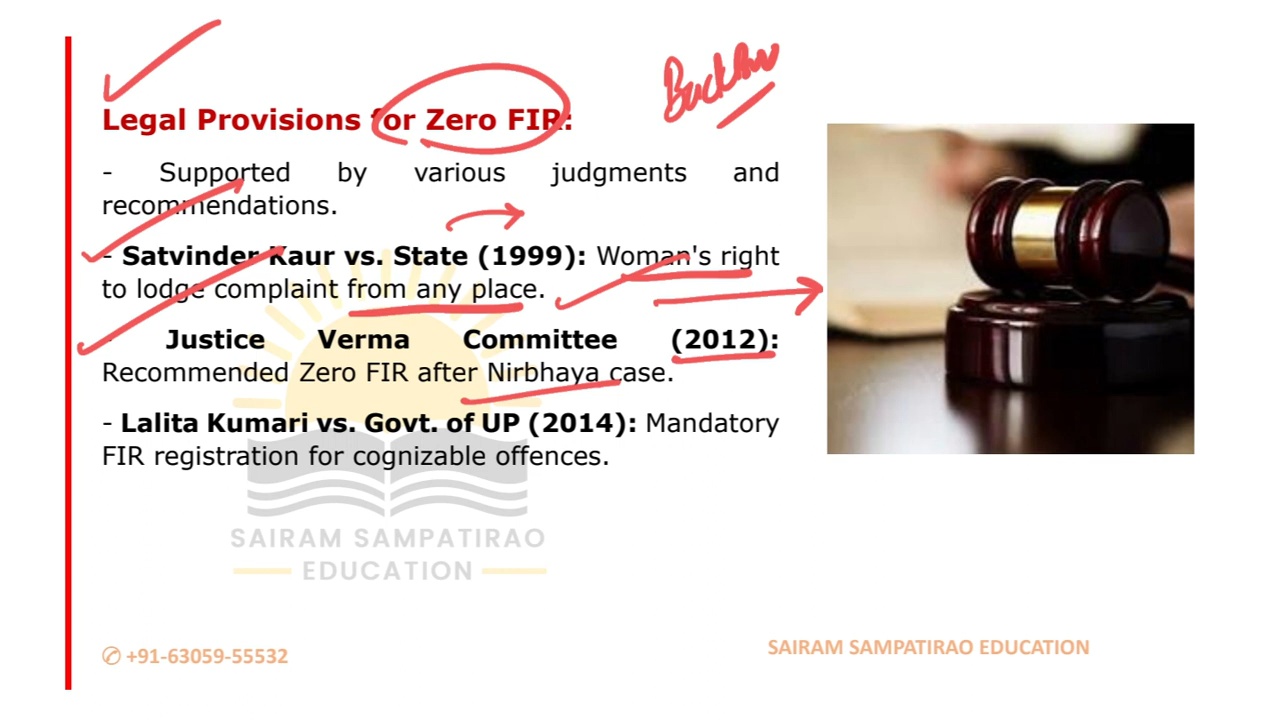 Legal Provisions for Zero FIR:
- Supported by various judgments and
recommendations.
- Satvinder Kaur vs. State (1999): Woman's right
to lodge complaint from any place.
- Justice Verma Committee (2012):
Recommended Zero FIR after Nirbhaya case.
- Lalita Kumari vs. Govt. of UP (2014): Mandatory
FIR registration for cognizable offences.
SAIRAM SAMPATIRAO
EDUCATION
✆ +91-63059-55532
SAIRAM SAMPATIRAO EDUCATION